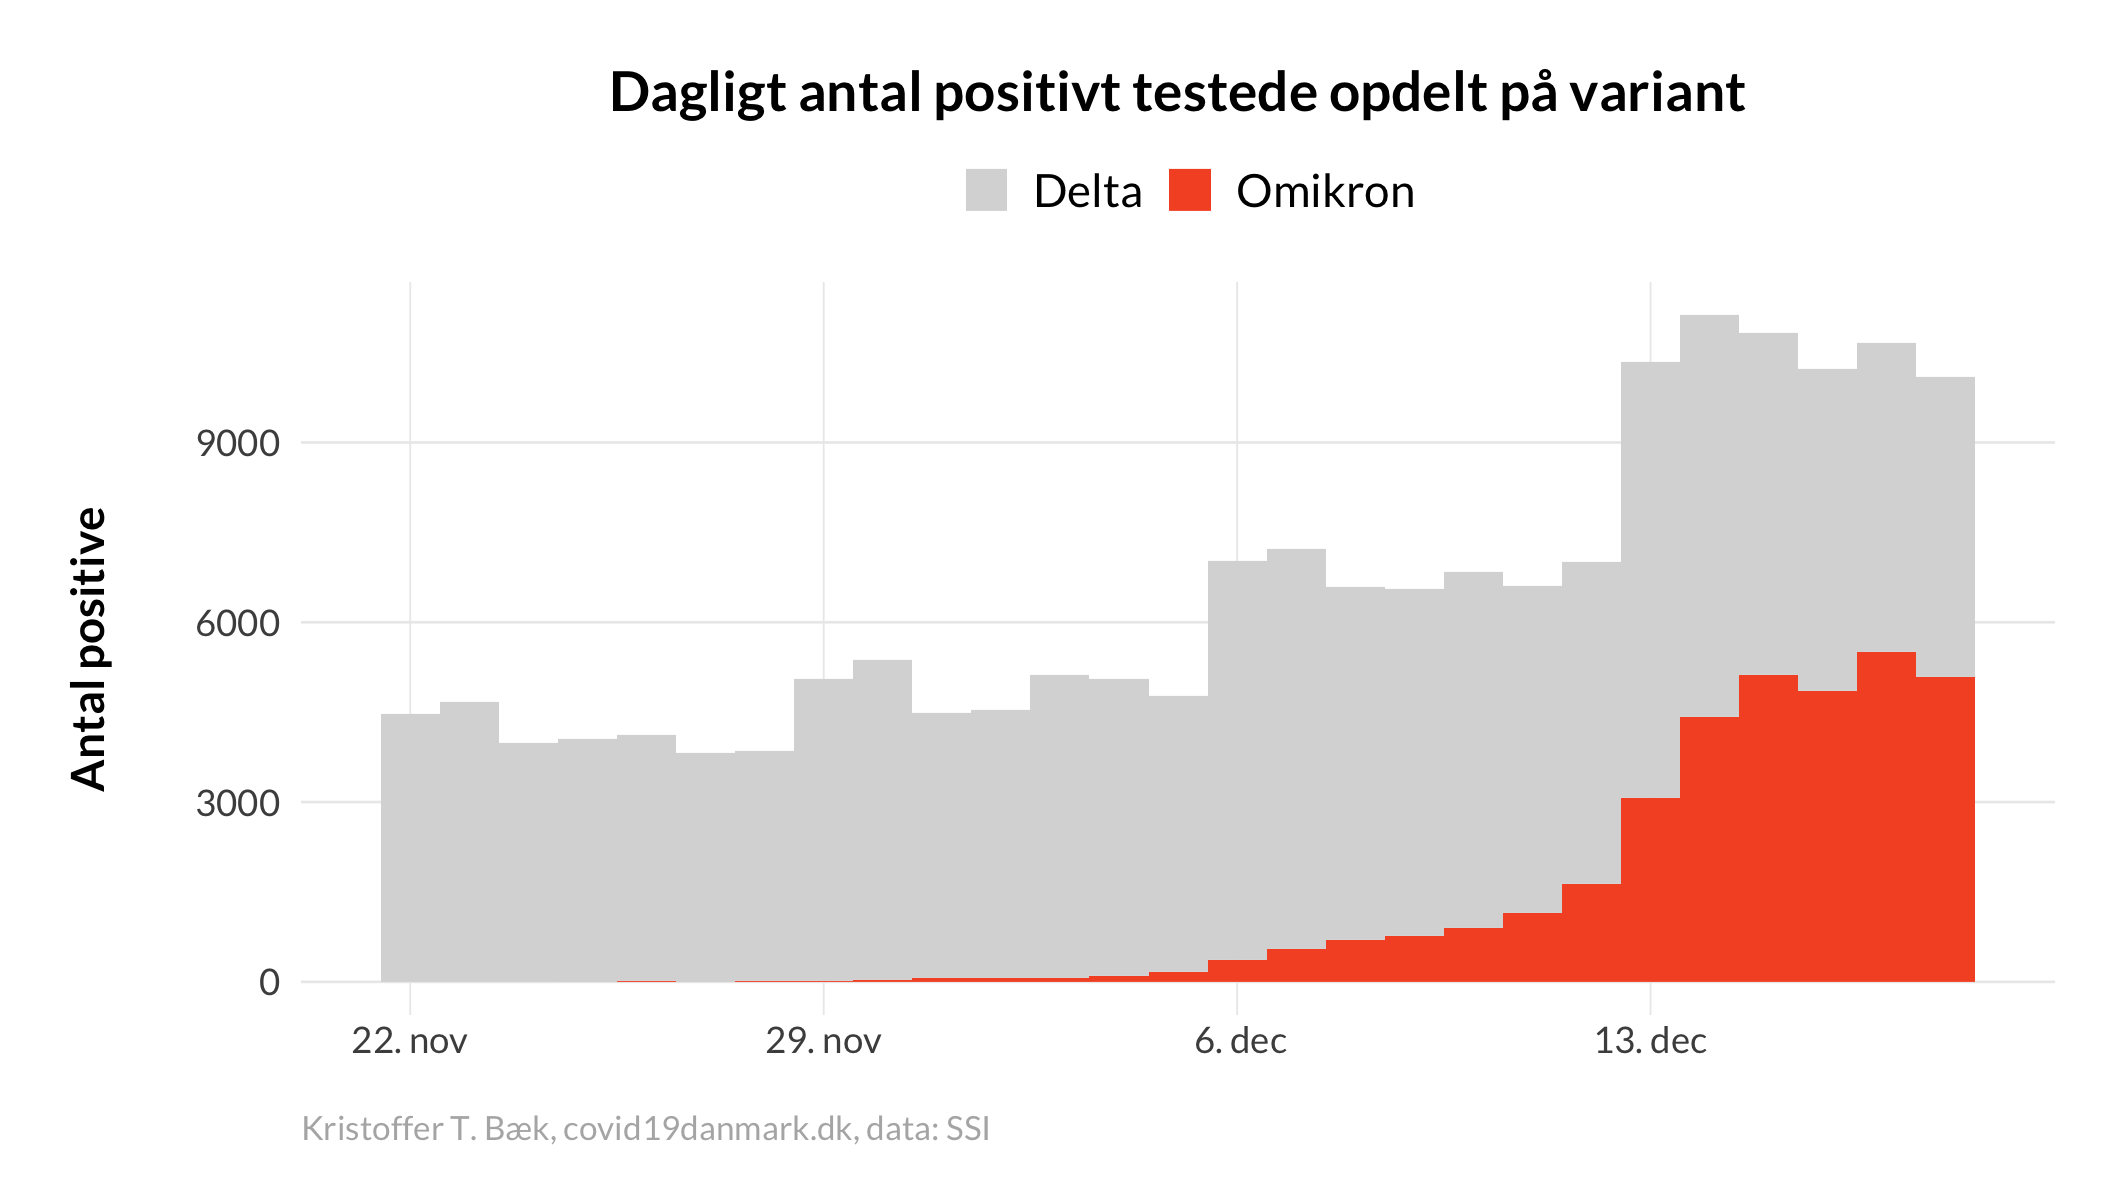 Dagligt antal positivt testede opdelt på variant
Delta Omikron
Antal positive
9000
6000
3000
0
22. nov 29. nov 6. dec 13. dec
Kristoffer T. Bæk, covid19danmark.dk, data: SSI